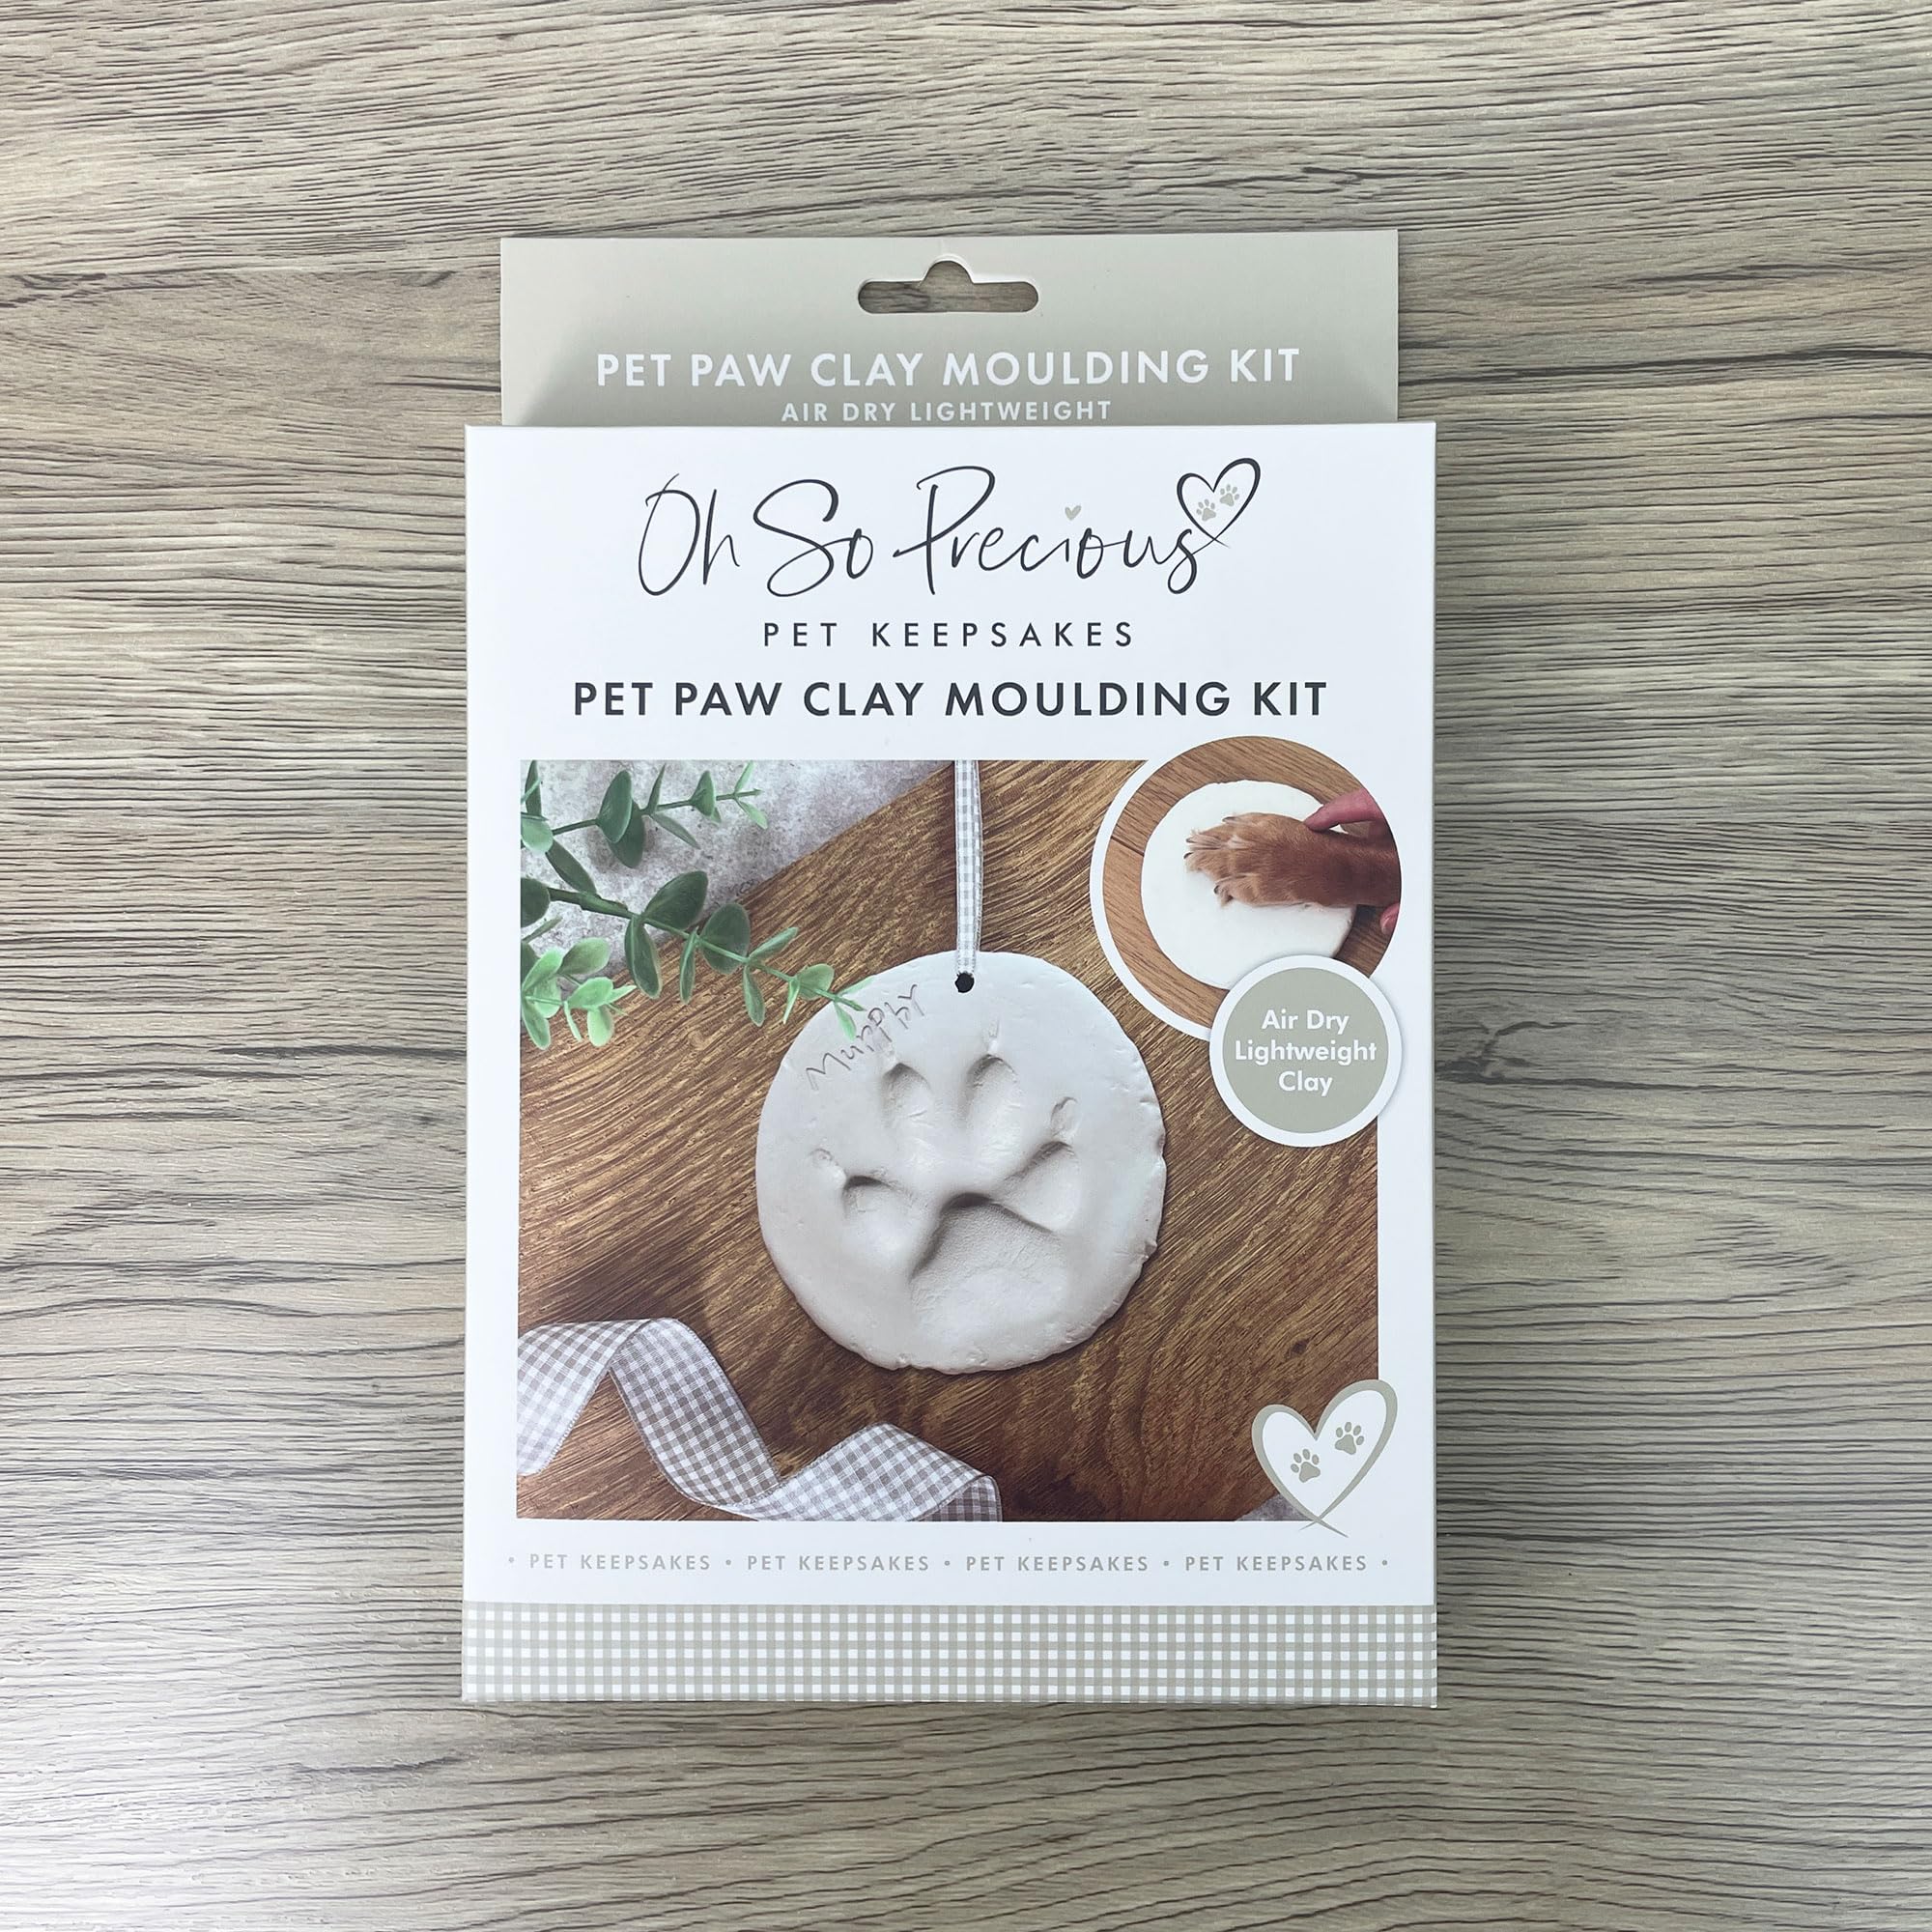 PET PAW CLAY MOULDING KIT
AIR DRY LIGHTWEIGHT
Oh So Precious
PET KEEPSAKES
PET PAW CLAY MOULDING KIT
Murphy
Air Dry
Lightweight
Clay
• PET KEEPSAKES • PET KEEPSAKES • PET KEEPSAKES • PET KEEPSAKES •